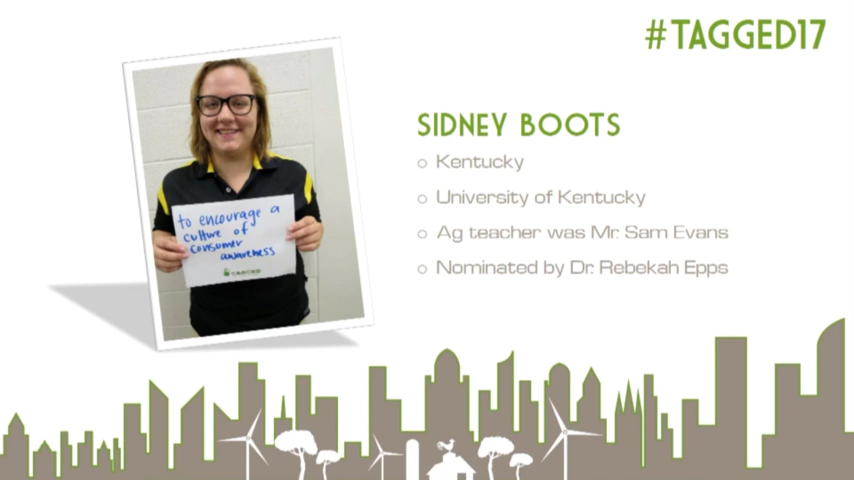 #TAGGED17
SIDNEY BOOTS
Kentucky
University of Kentucky
Ag teacher was Mr. Sam Evans
Nominated by Dr. Rebekah Epps
to encourage a
culture of
consumer
awareness